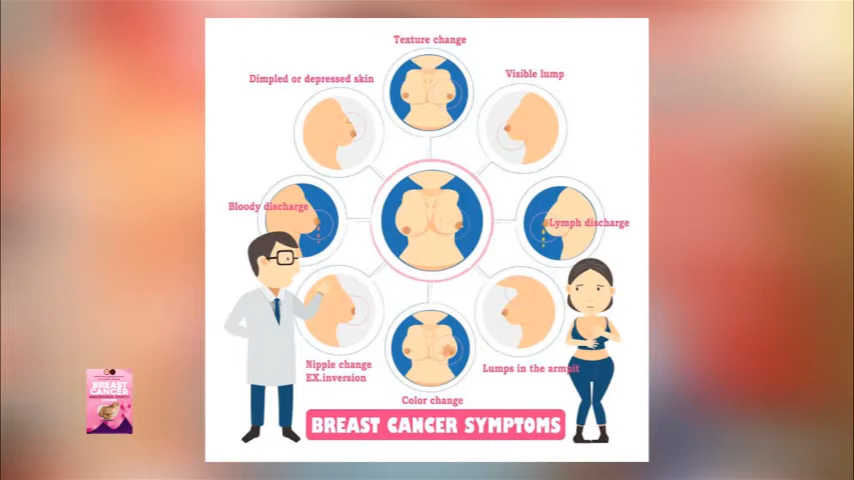 Texture change
Dimpled or depressed skin
Visible lump
Bloody discharge
Lymph discharge
Nipple change
EX.inversion
Lumps in the armpit
Color change
BREAST CANCER SYMPTOMS
BREAST
CANCER